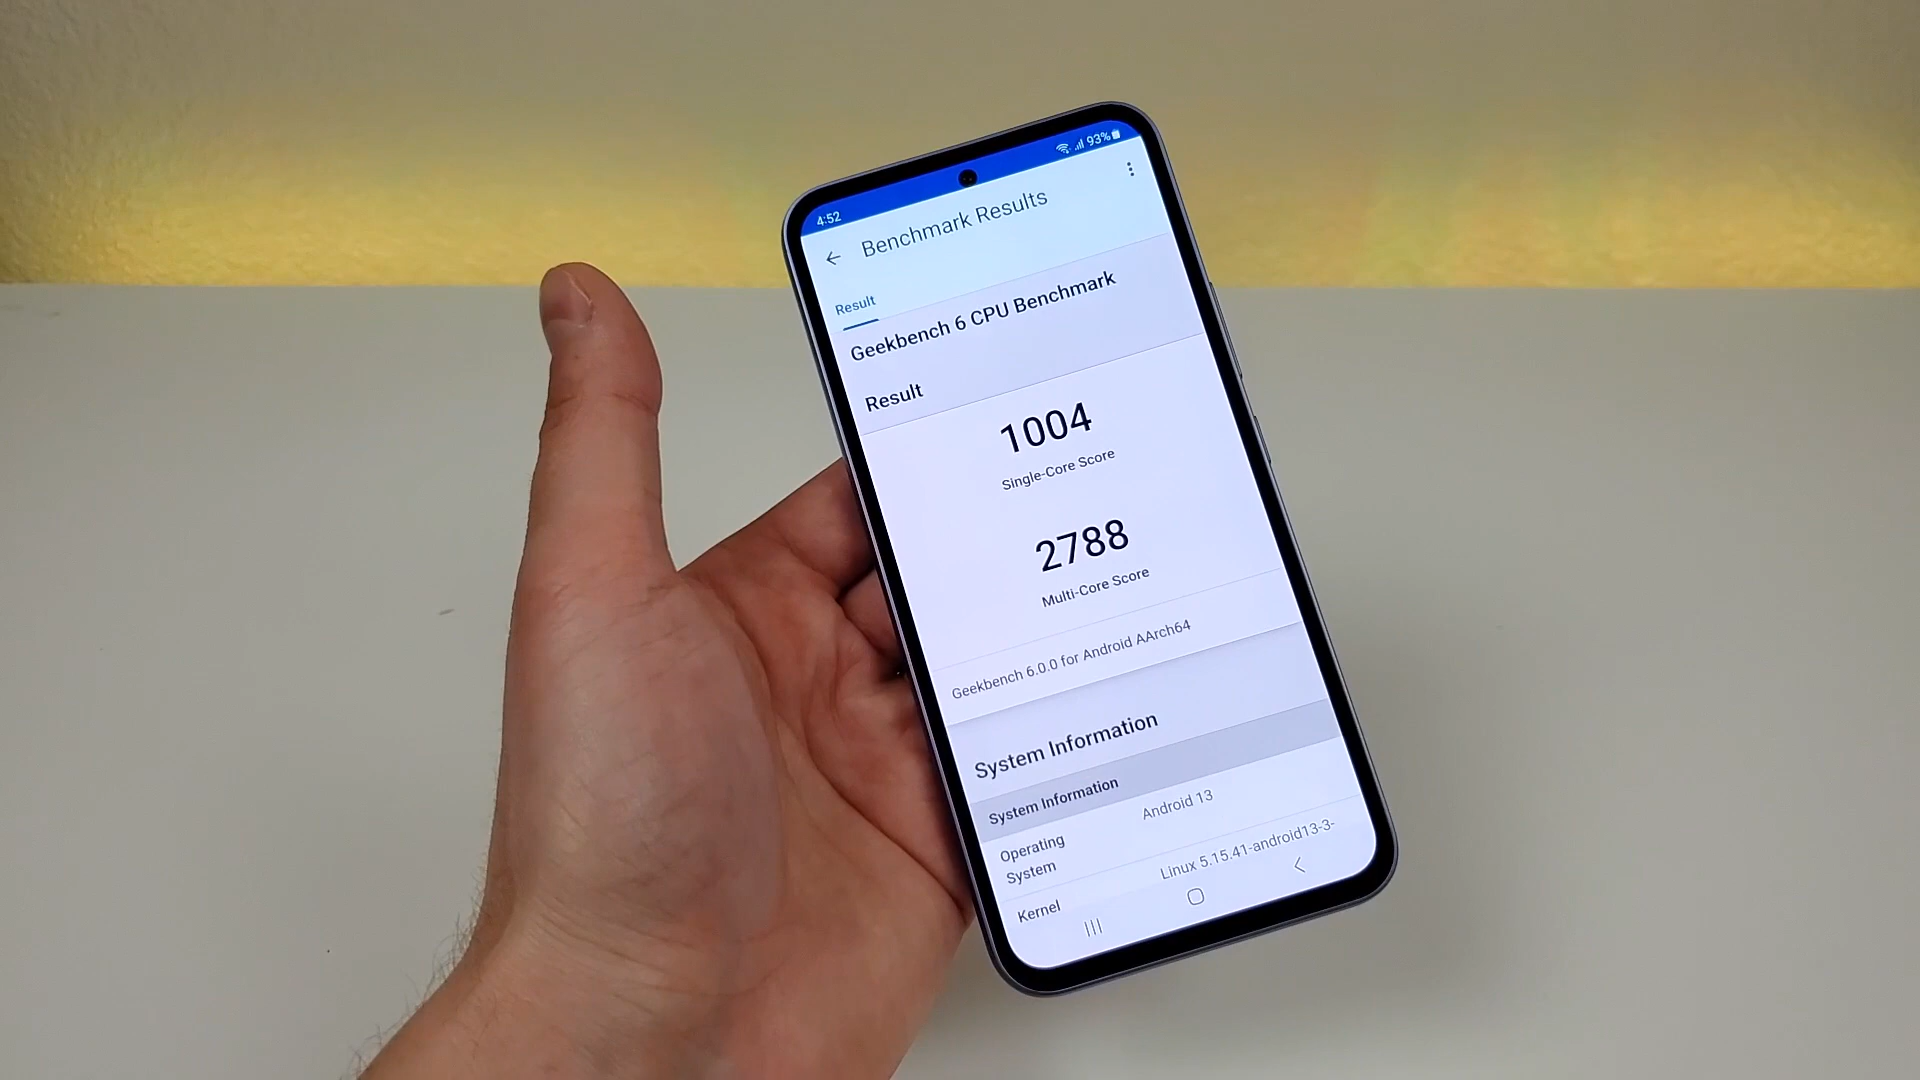 4:52
93%
Benchmark Results
Result
Geekbench 6 CPU Benchmark
Result
1004
Single-Core Score
2788
Multi-Core Score
Geekbench 6.0.0 for Android AArch64
System Information
System Information
Operating System
Android 13
Kernel
Linux 5.15.41-android13-3-